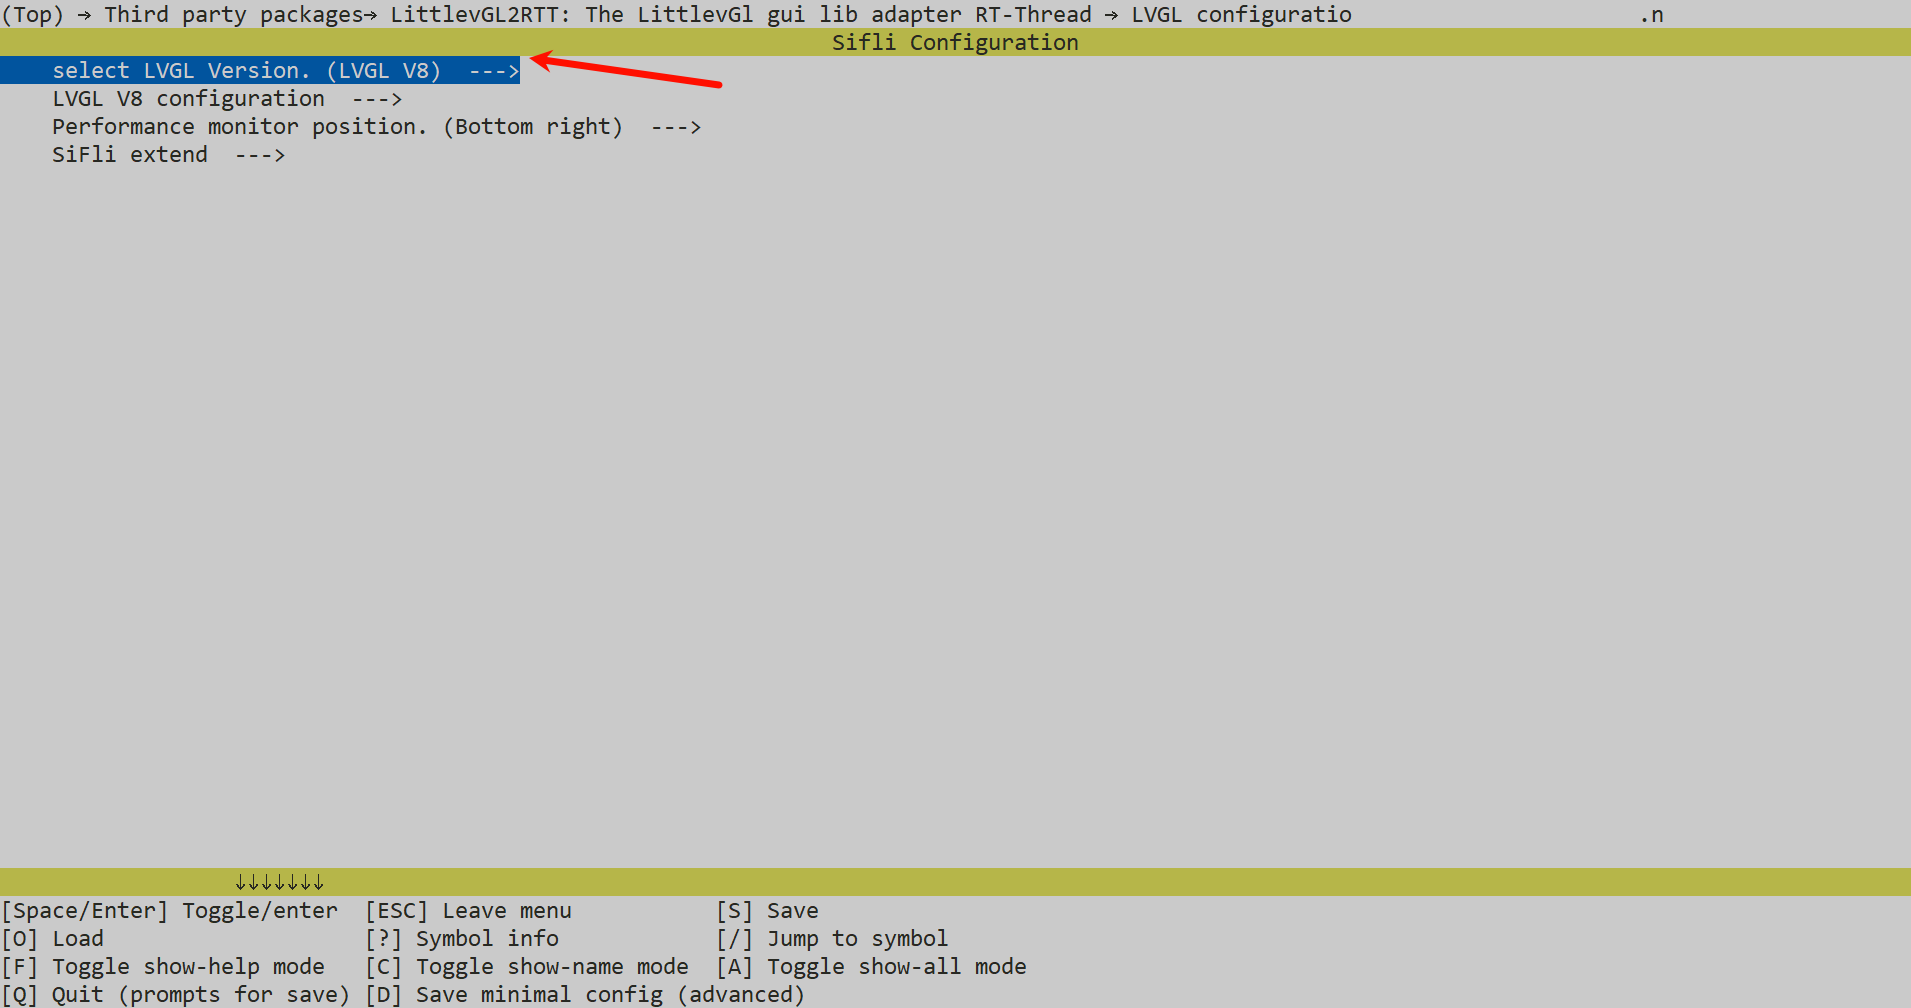 (Top) → Third party packages→ LittlevGL2RTT: The LittlevGl gui lib adapter RT-Thread → LVGL configuratio .n
Sifli Configuration
select LVGL Version. (LVGL V8) --->
LVGL V8 configuration --->
Performance monitor position. (Bottom right) --->
SiFli extend --->
↓↓↓↓↓↓↓
[Space/Enter] Toggle/enter [ESC] Leave menu [S] Save
[O] Load [?] Symbol info [/] Jump to symbol
[F] Toggle show-help mode [C] Toggle show-name mode [A] Toggle show-all mode
[Q] Quit (prompts for save) [D] Save minimal config (advanced)